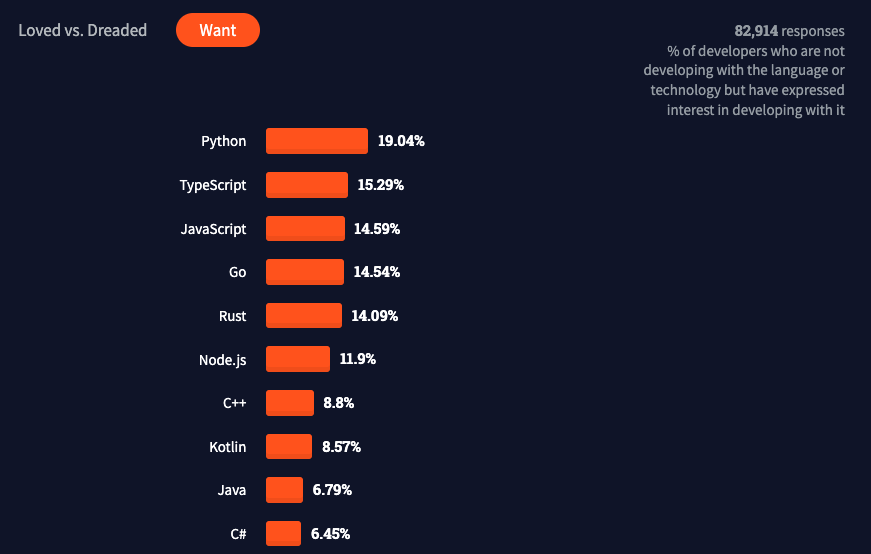 Loved vs. Dreaded
Want
82,914 responses
% of developers who are not
developing with the language or
technology but have expressed
interest in developing with it
Python 19.04%
TypeScript 15.29%
JavaScript 14.59%
Go 14.54%
Rust 14.09%
Node.js 11.9%
C++ 8.8%
Kotlin 8.57%
Java 6.79%
C# 6.45%